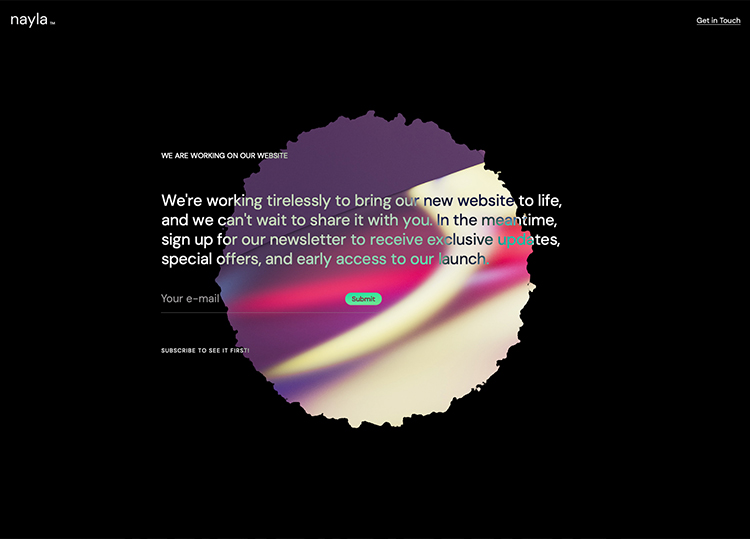 nayla ™
Get in Touch
WE ARE WORKING ON OUR WEBSITE
We're working tirelessly to bring our new website to life,
and we can't wait to share it with you. In the meantime,
sign up for our newsletter to receive exclusive updates,
special offers, and early access to our launch.
Your e-mail
Submit
SUBSCRIBE TO SEE IT FIRST!